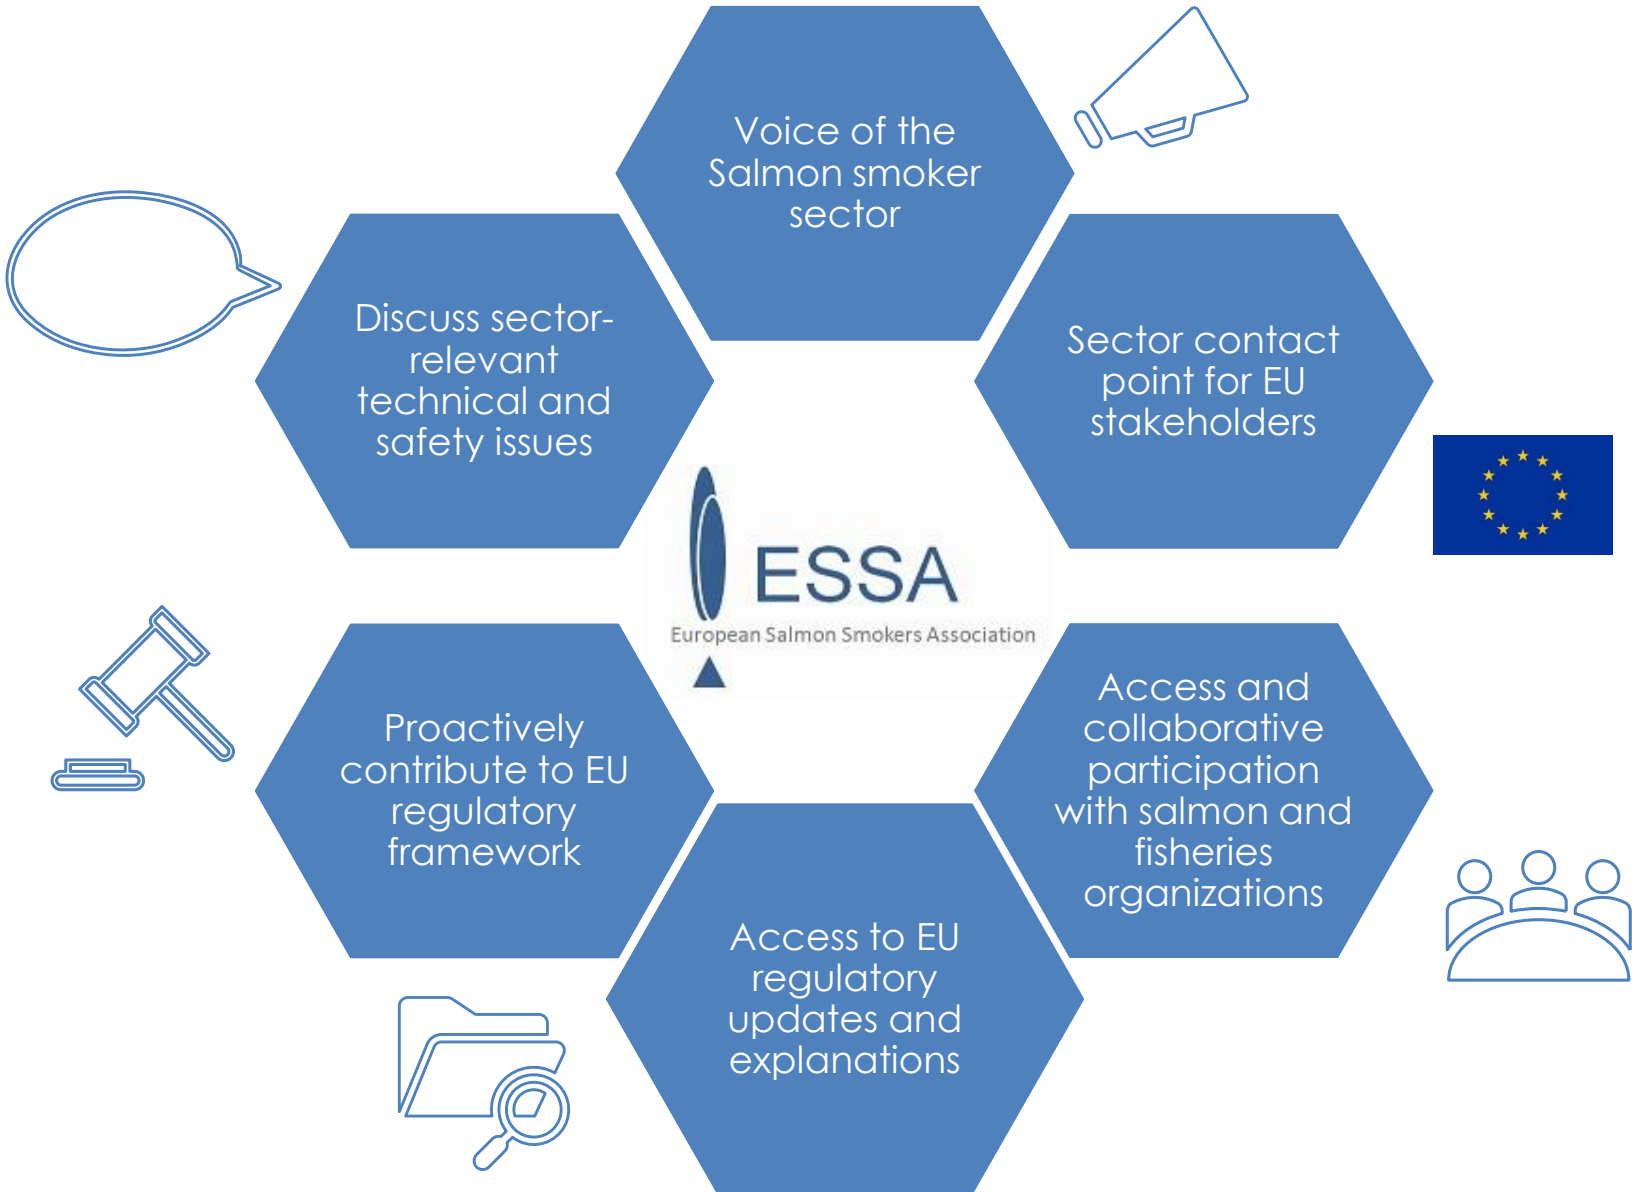 Voice of the
Salmon smoker
sector
Discuss sector-
relevant
technical and
safety issues
Sector contact
point for EU
stakeholders
ESSA
European Salmon Smokers Association
Proactively
contribute to EU
regulatory
framework
Access and
collaborative
participation
with salmon and
fisheries
organizations
Access to EU
regulatory
updates and
explanations